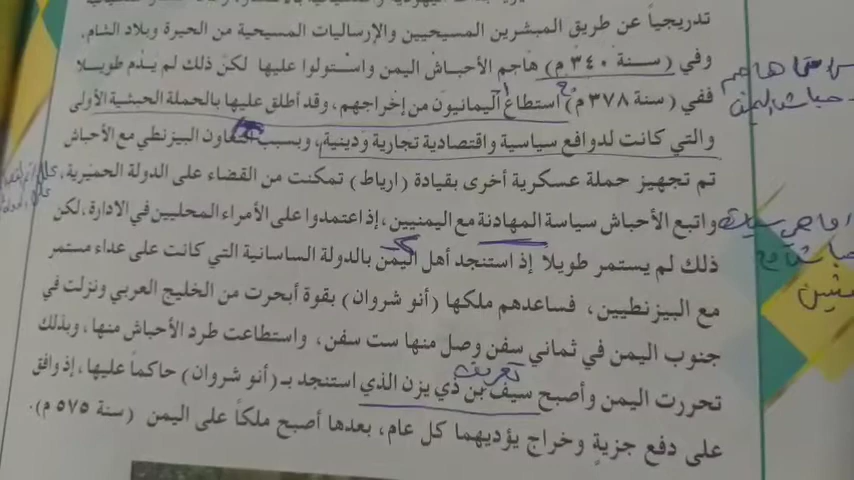 تدريجياً عن طريق المبشرين المسيحيين والإرساليات المسيحية من الحيرة وبلاد الشام.
وفي (سنة ٣٤٠ م) هاجم الأحباش اليمن واستولوا عليها لكن ذلك لم يدم طويلا
ففي (سنة ٣٧٨ م) استطاع اليمانيون من إخراجهم، وقد أطلق عليها بالحملة الحبشية الأولى
والتي كانت لدوافع سياسية واقتصادية تجارية ودينية، وبسبب التعاون البيزنطي مع الأحباش
تم تجهيز حملة عسكرية أخرى بقيادة (ارياط) تمكنت من القضاء على الدولة الحميرية،
واتبع الأحباش سياسة المهادنة مع اليمنيين، إذ اعتمدوا على الأمراء المحليين في الادارة، لكن
ذلك لم يستمر طويلا إذ استنجد أهل اليمن بالدولة الساسانية التي كانت على عداء مستمر
مع البيزنطيين، فساعدهم ملكها (أنو شروان) بقوة أبحرت من الخليج العربي ونزلت في
جنوب اليمن في ثماني سفن وصل منها ست سفن، واستطاعت طرد الأحباش منها، وبذلك
تعريف
تحررت اليمن وأصبح سيف بن ذي يزن الذي استنجد بـ (أنو شروان) حاكماً عليها، إذ وافق
على دفع جزية وخراج يؤديهما كل عام، بعدها أصبح ملكاً على اليمن (سنة ٥٧٥ م).